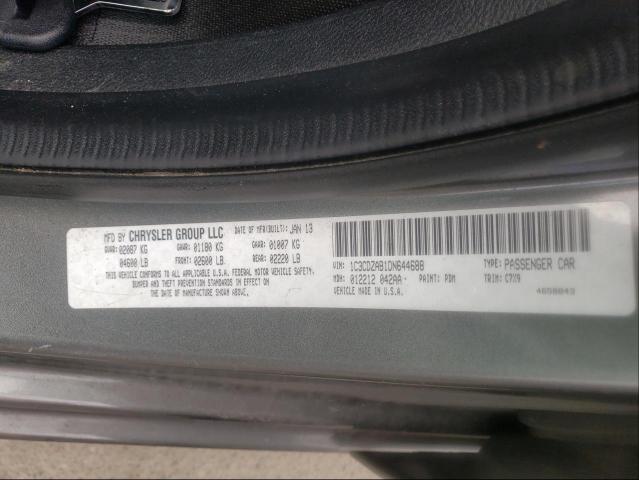 MFD BY CHRYSLER GROUP LLC DATE OF MFR(BUILT): JAN 13
GVWR: 02087 KG GAWR: 01180 KG GAWR: 01007 KG
04600 LB FRONT: 02600 LB REAR: 02220 LB
THIS VEHICLE CONFORMS TO ALL APPLICABLE U.S.A. FEDERAL MOTOR VEHICLE SAFETY,
BUMPER AND THEFT PREVENTION STANDARDS IN EFFECT ON
THE DATE OF MANUFACTURE SHOWN ABOVE.
VIN: 1C3CDZAB1DN644688 TYPE: PASSENGER CAR
MDH: 012212 042AA PAINT: PDM TRIM: C7X9
VEHICLE MADE IN U.S.A. 4658843